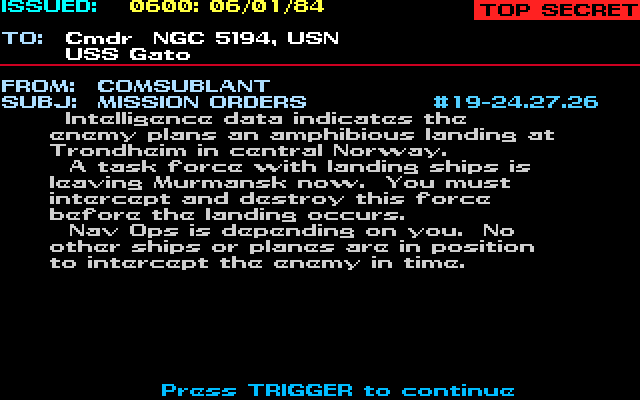 ISSUED: 0600: 06/01/84 TOP SECRET
TO: Cmdr NGC 5194, USN
USS Gato
FROM: COMSUBLANT
SUBJ: MISSION ORDERS #19-24.27.26
Intelligence data indicates the
enemy plans an amphibious landing at
Trondheim in central Norway.
A task force with landing ships is
leaving Murmansk now. You must
intercept and destroy this force
before the landing occurs.
Nav Ops is depending on you. No
other ships or planes are in position
to intercept the enemy in time.
Press TRIGGER to continue